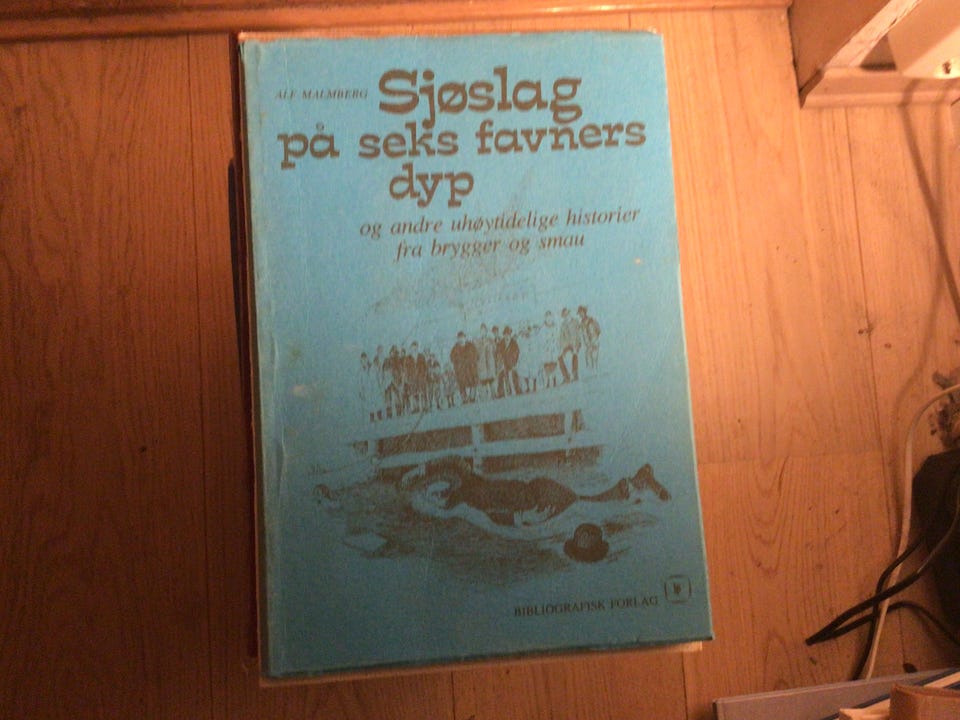 ALF MALMBERG Sjøslag
på seks favners
dyp
og andre uhøytidelige historier
fra brygger og smau
BIBLIOGRAFISK FORLAG